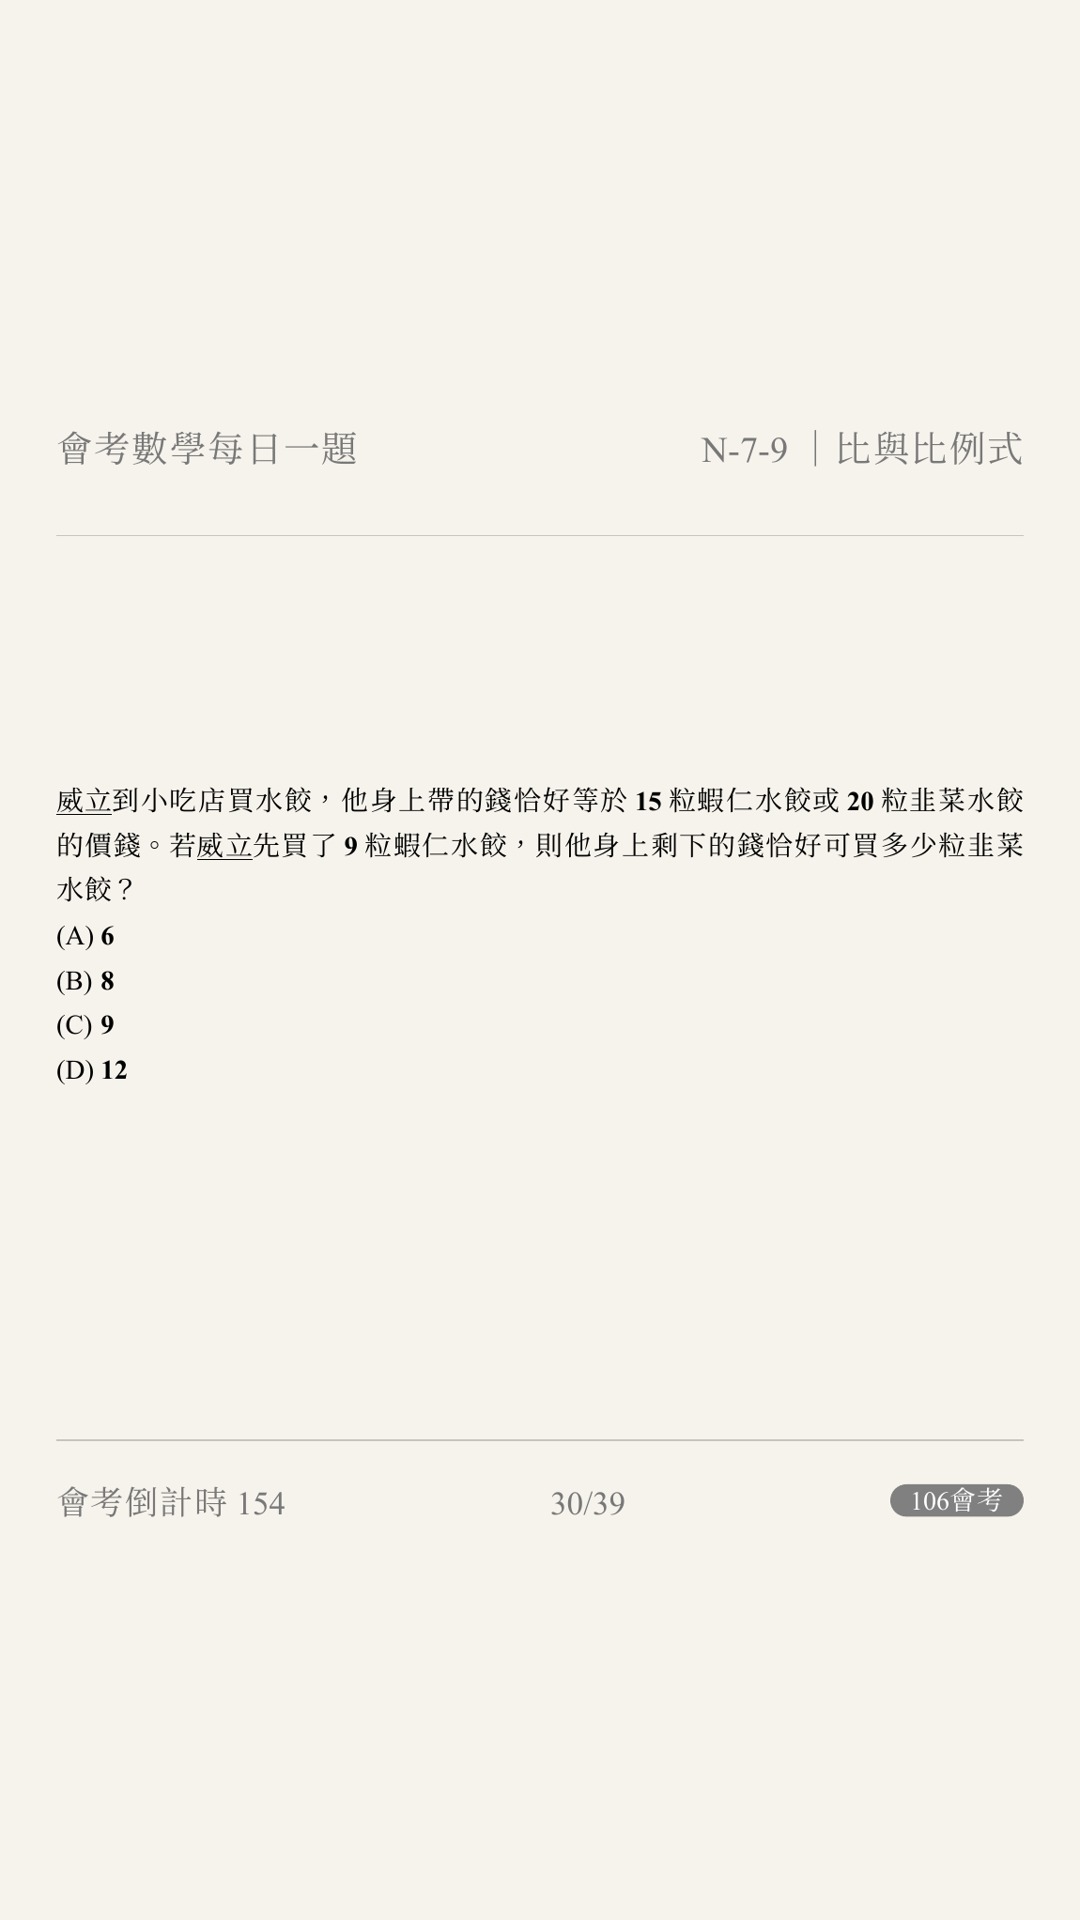 會考數學每日一題
N-7-9｜比與比例式
威立到小吃店買水餃，他身上帶的錢恰好等於 15 粒蝦仁水餃或 20 粒韭菜水餃
的價錢。若威立先買了 9 粒蝦仁水餃，則他身上剩下的錢恰好可買多少粒韭菜
水餃？
(A) 6
(B) 8
(C) 9
(D) 12
會考倒計時 154
30/39
106會考